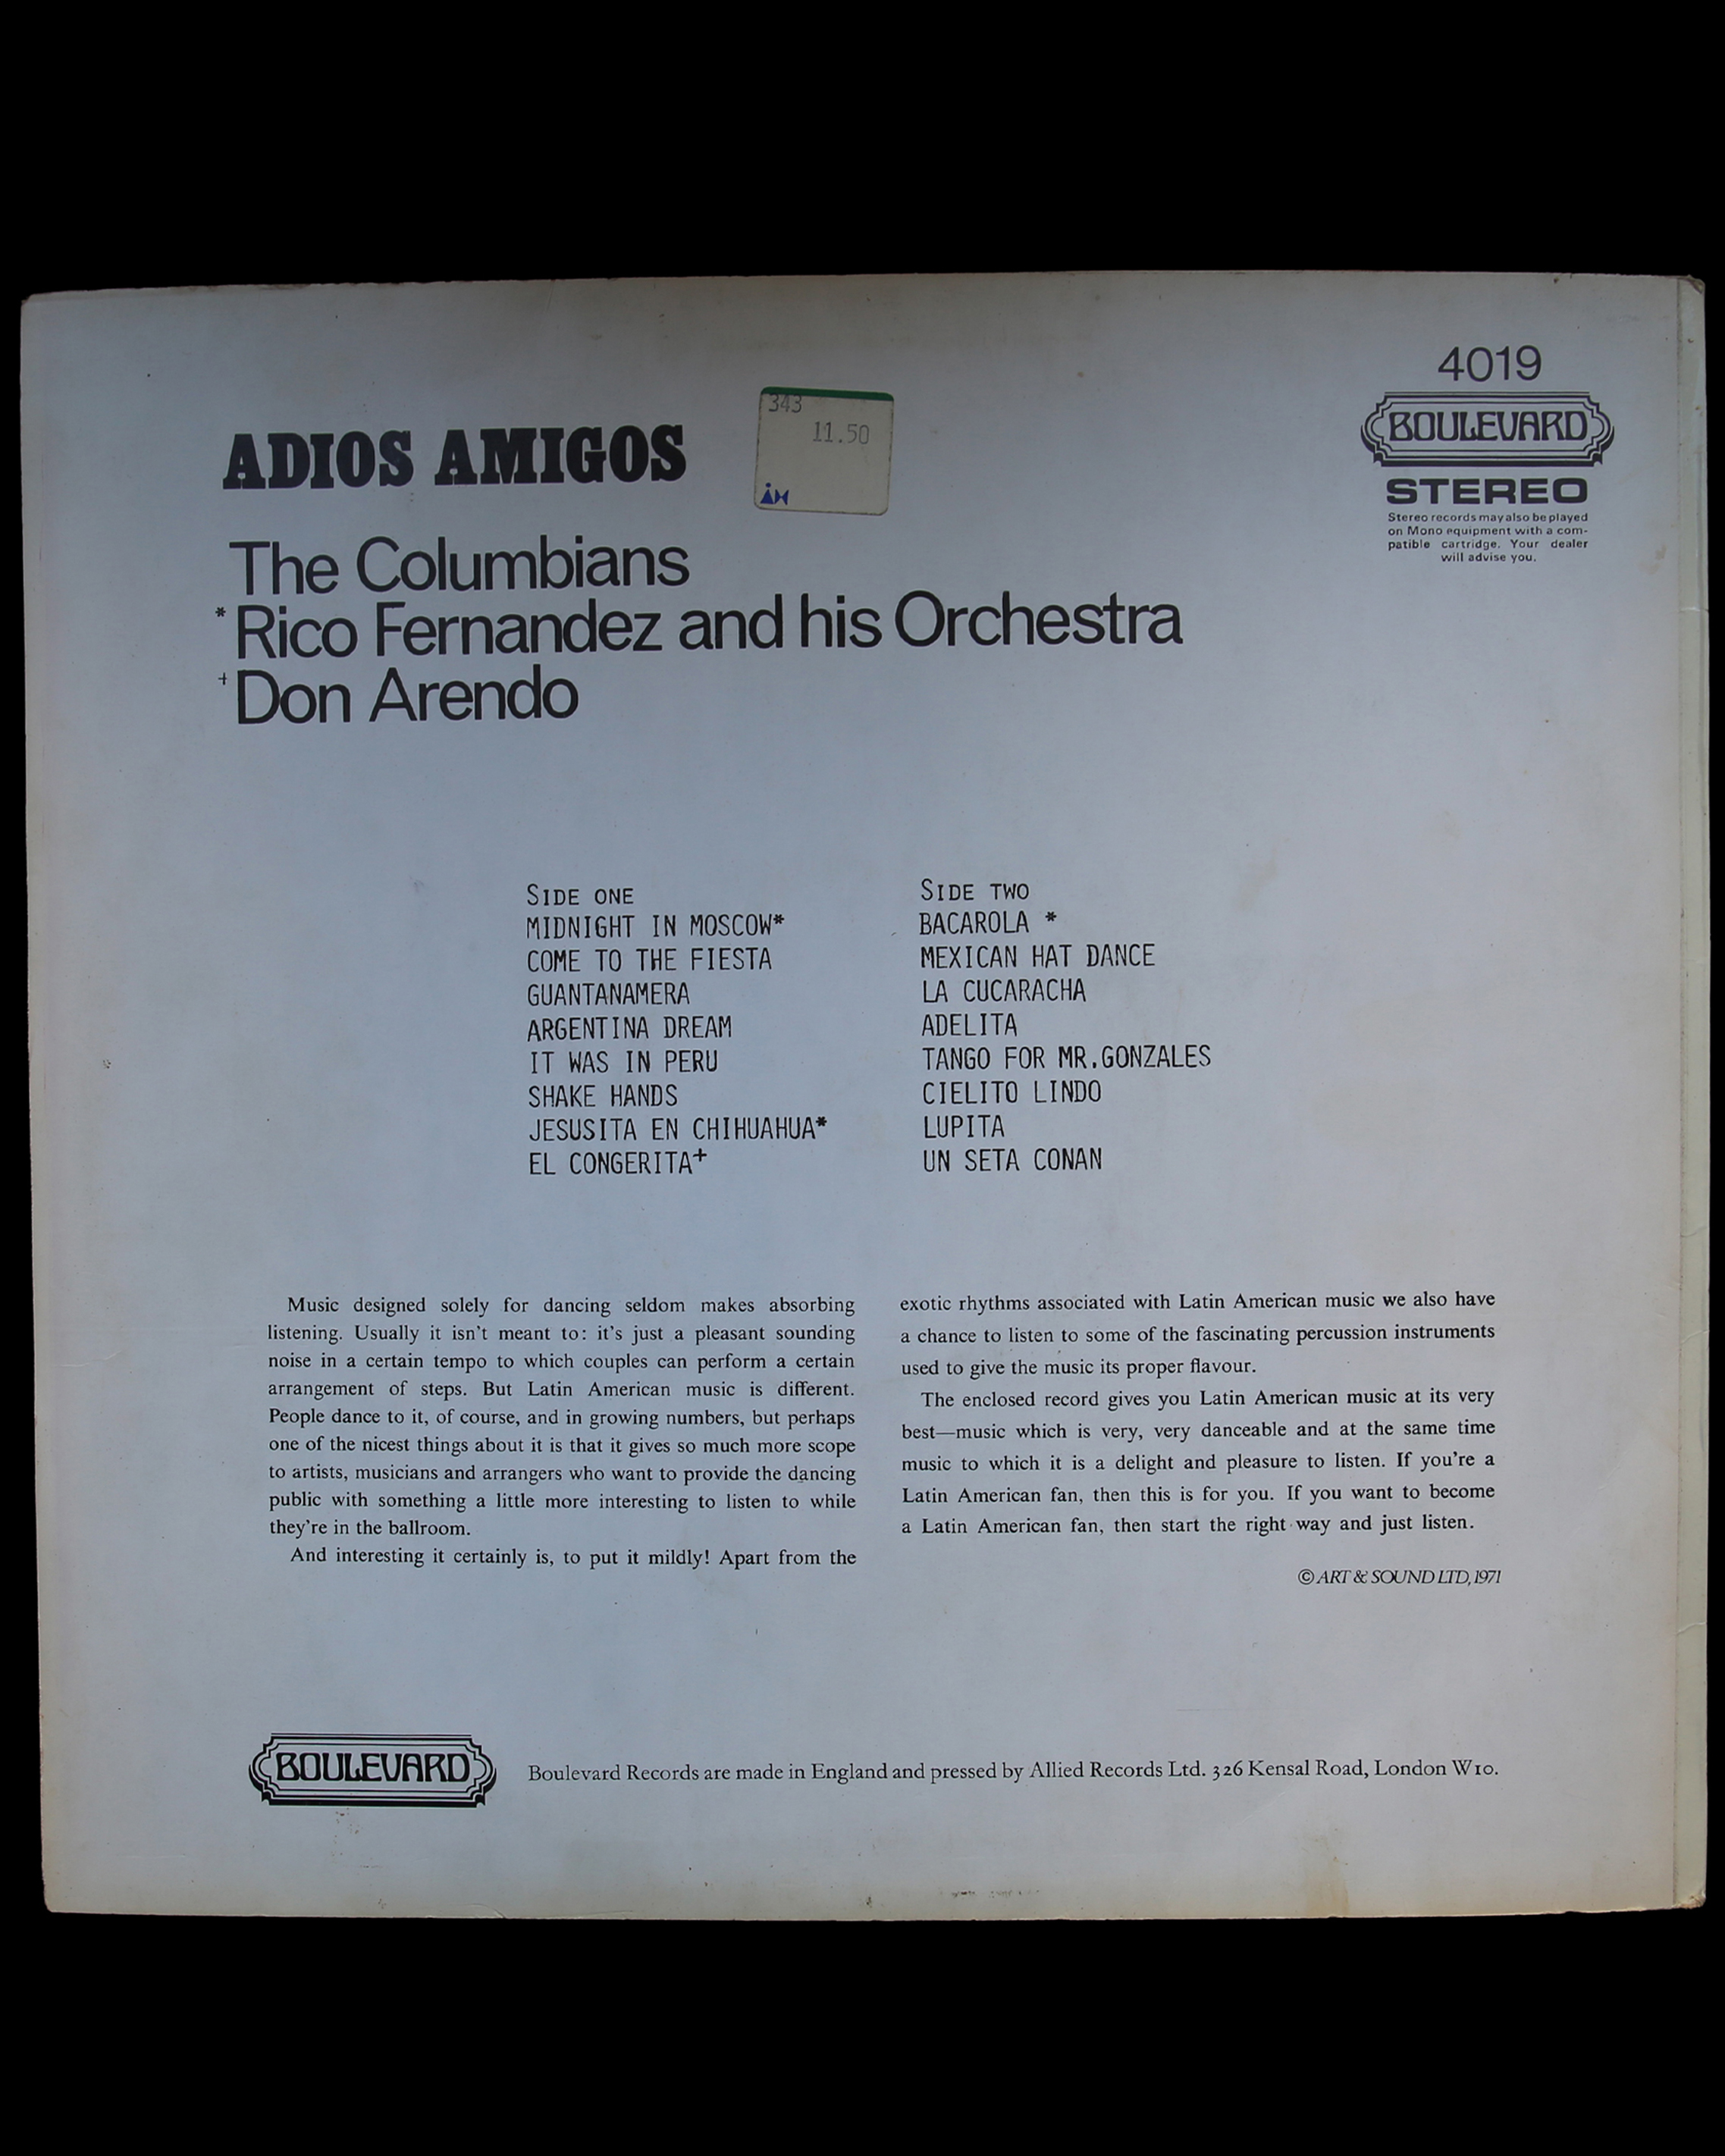 4019
BOULEVARD
STEREO
Stereo records may also be played
on Mono equipment with a com-
patible cartridge. Your dealer
will advise you.
343
11.50
ADIOS AMIGOS
The Columbians
*Rico Fernandez and his Orchestra
+Don Arendo
SIDE ONE
MIDNIGHT IN MOSCOW*
COME TO THE FIESTA
GUANTANAMERA
ARGENTINA DREAM
IT WAS IN PERU
SHAKE HANDS
JESUSITA EN CHIHUAHUA*
EL CONGERITA+
SIDE TWO
BACAROLA *
MEXICAN HAT DANCE
LA CUCARACHA
ADELITA
TANGO FOR MR.GONZALES
CIELITO LINDO
LUPITA
UN SETA CONAN
Music designed solely for dancing seldom makes absorbing
listening. Usually it isn't meant to: it's just a pleasant sounding
noise in a certain tempo to which couples can perform a certain
arrangement of steps. But Latin American music is different.
People dance to it, of course, and in growing numbers, but perhaps
one of the nicest things about it is that it gives so much more scope
to artists, musicians and arrangers who want to provide the dancing
public with something a little more interesting to listen to while
they're in the ballroom.
And interesting it certainly is, to put it mildly! Apart from the
exotic rhythms associated with Latin American music we also have
a chance to listen to some of the fascinating percussion instruments
used to give the music its proper flavour.
The enclosed record gives you Latin American music at its very
best—music which is very, very danceable and at the same time
music to which it is a delight and pleasure to listen. If you're a
Latin American fan, then this is for you. If you want to become
a Latin American fan, then start the right way and just listen.
© ART & SOUND LTD, 1971
BOULEVARD
Boulevard Records are made in England and pressed by Allied Records Ltd. 326 Kensal Road, London W10.